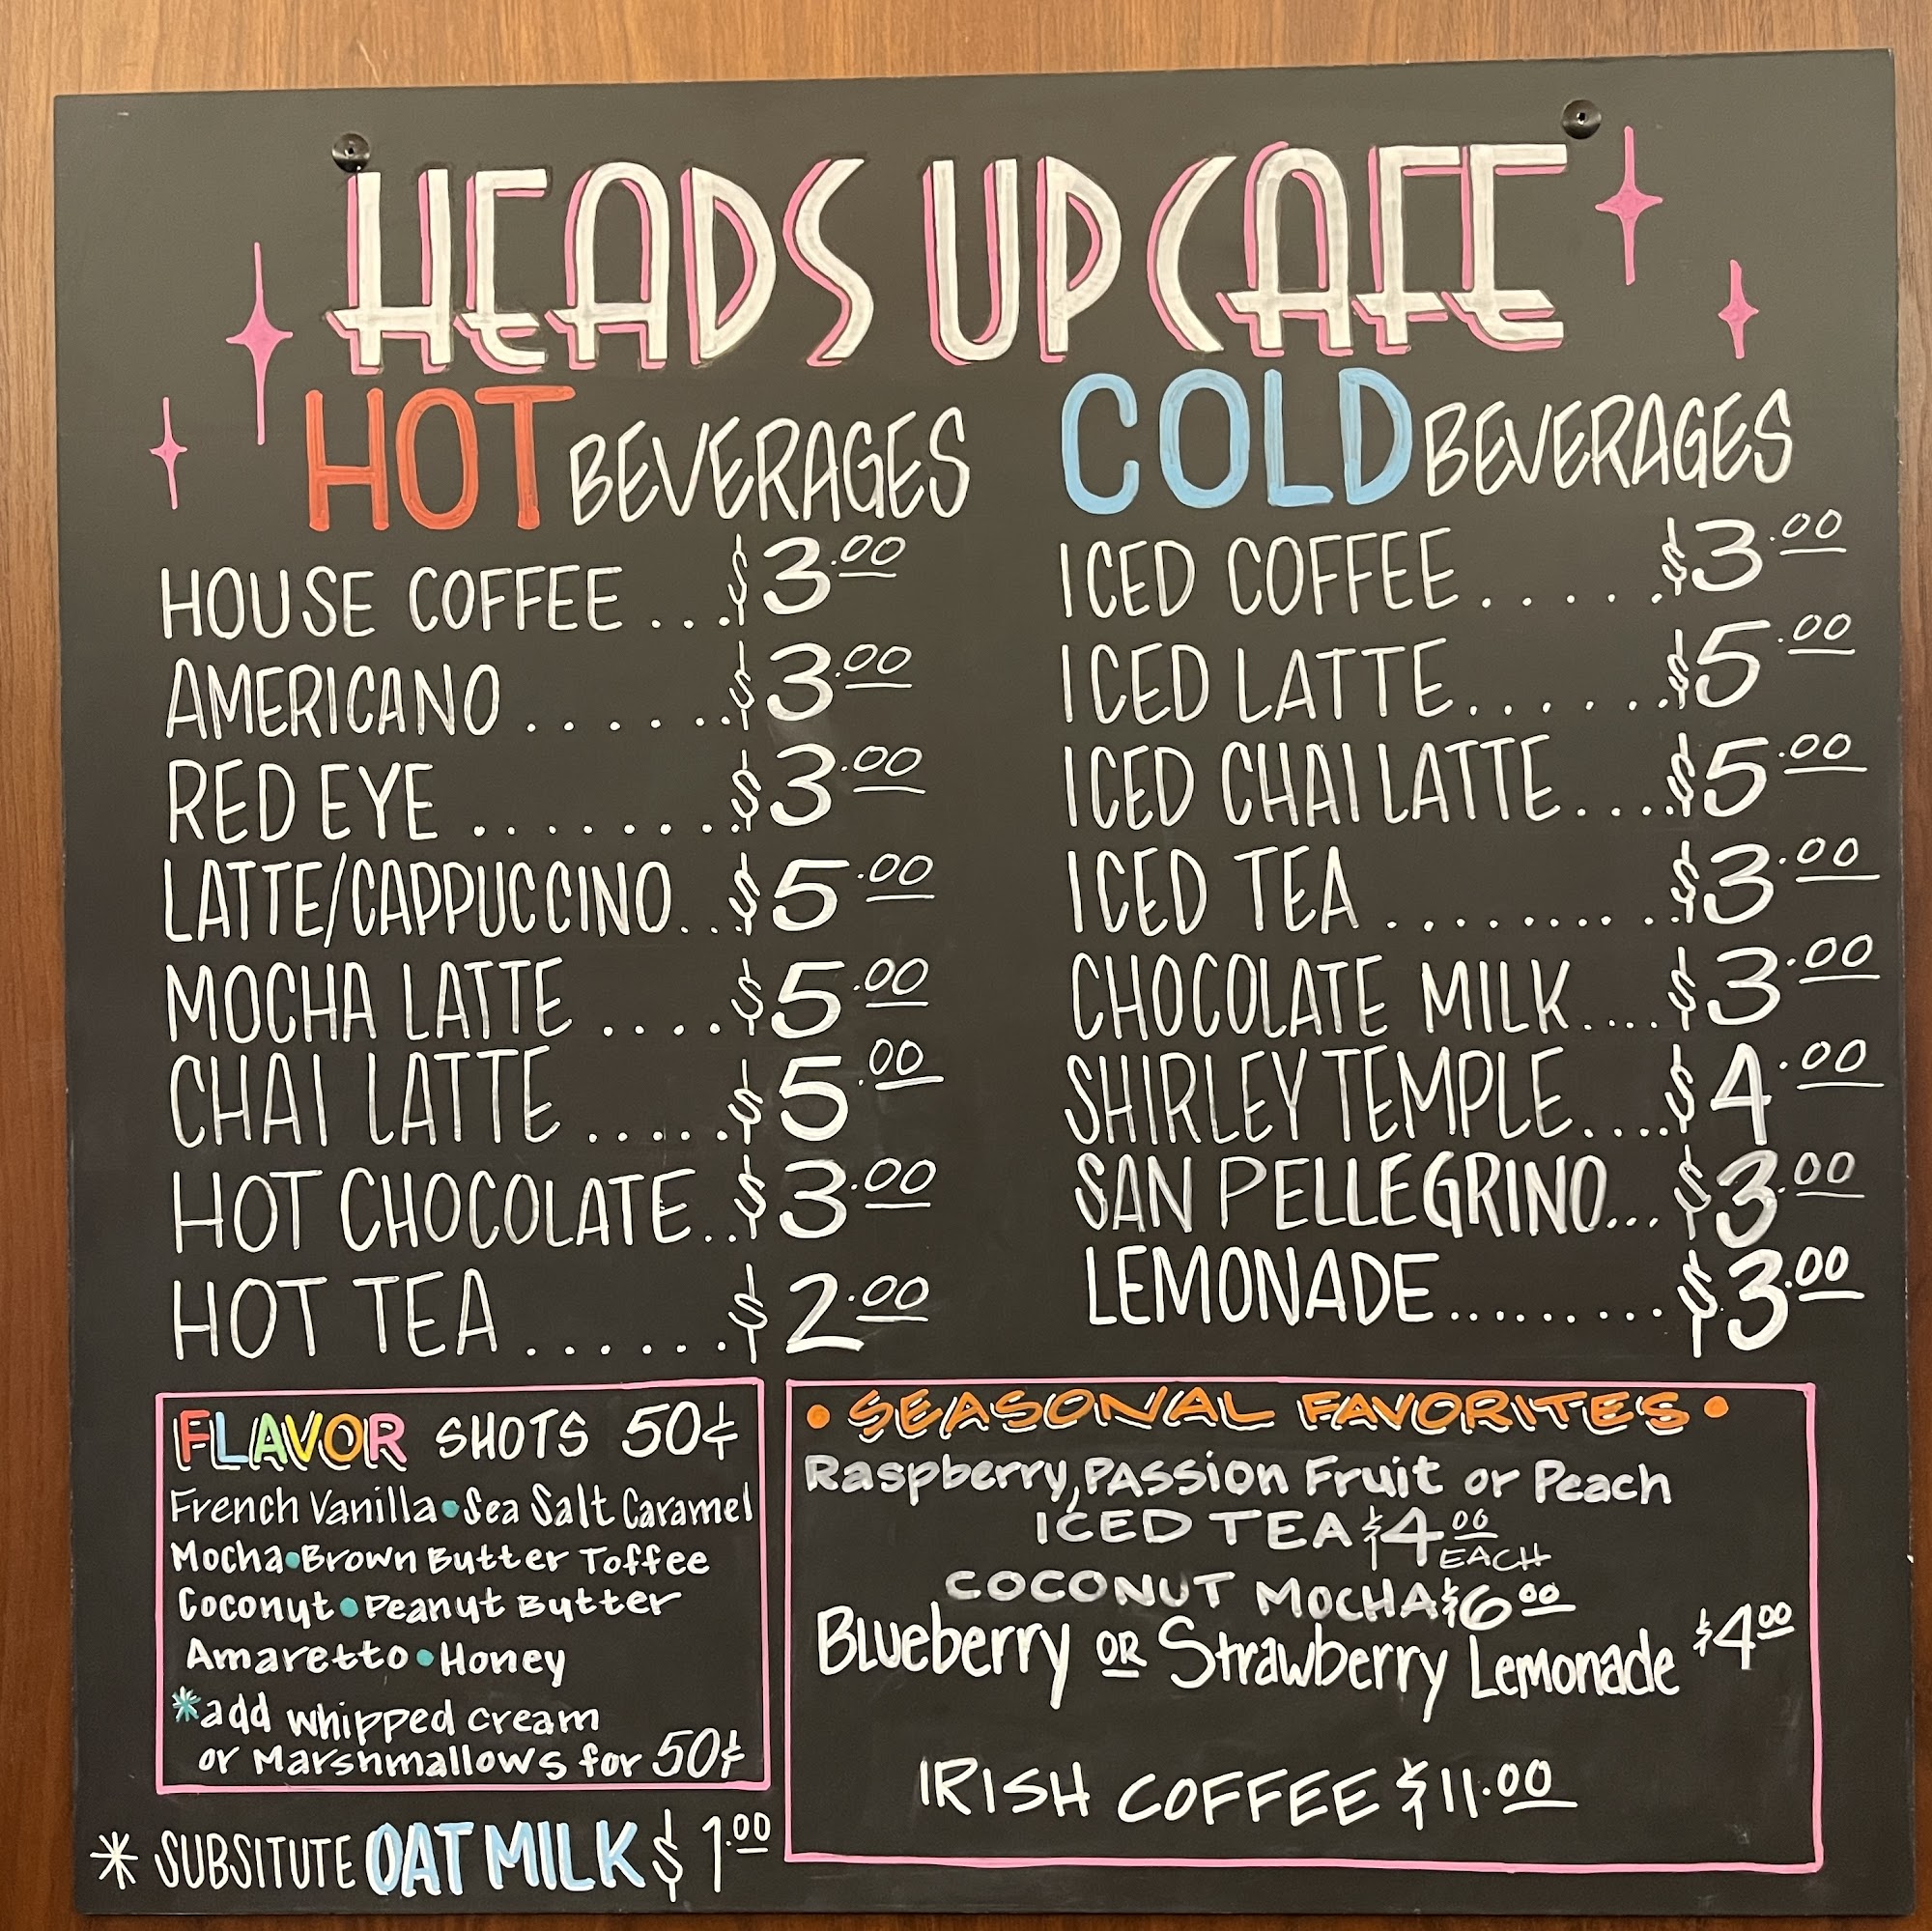 HEADS UP CAFE
HOT BEVERAGES
HOUSE COFFEE ... $3.00
AMERICANO ...... $3.00
RED EYE ........ $3.00
LATTE/CAPPUCCINO... $5.00
MOCHA LATTE .... $5.00
CHAI LATTE ..... $5.00
HOT CHOCOLATE... $3.00
HOT TEA ...... $2.00
COLD BEVERAGES
ICED COFFEE ..... $3.00
ICED LATTE...... $5.00
ICED CHAI LATTE.... $5.00
ICED TEA ......... $3.00
CHOCOLATE MILK.... $3.00
SHIRLEY TEMPLE.... $4.00
SAN PELLEGRINO... $3.00
LEMONADE......... $3.00
FLAVOR SHOTS 50¢
French Vanilla•Sea Salt Caramel
Mocha•Brown Butter Toffee
Coconut•Peanut Butter
Amaretto•Honey
*add whipped cream
or Marshmallows for 50¢
* SUBSITUTE OAT MILK $1.00
• SEASONAL FAVORITES •
Raspberry, PASSion Fruit or Peach
ICED TEA $4.00 EACH
COCONUT MOCHA $6.00
Blueberry OR Strawberry Lemonade $4.00
IRISH COFFEE $11.00